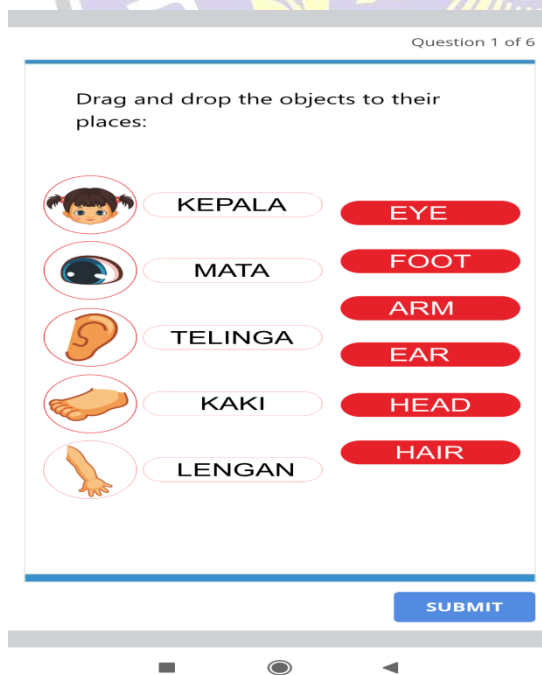 Question 1 of 6
Drag and drop the objects to their
places:
KEPALA
MATA
TELINGA
KAKI
LENGAN
EYE
FOOT
ARM
EAR
HEAD
HAIR
SUBMIT